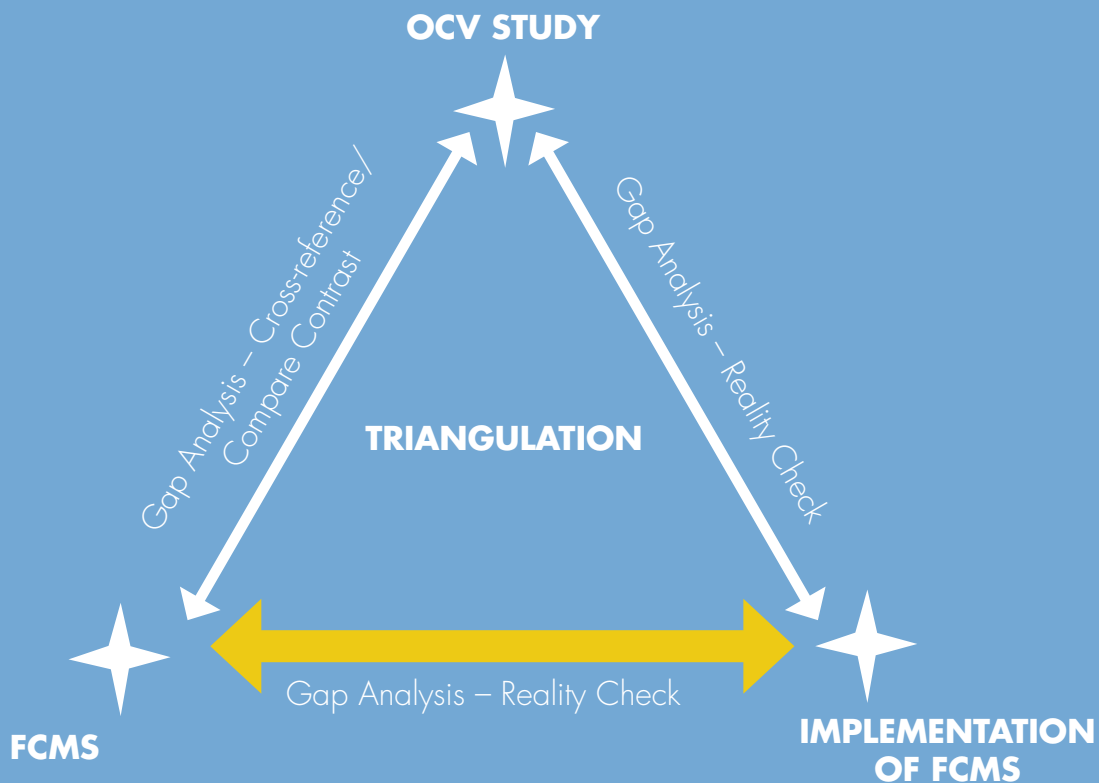 OCV STUDY
Gap Analysis – Cross-reference/
Compare Contrast
Gap Analysis – Reality Check
TRIANGULATION
Gap Analysis – Reality Check
FCMS
IMPLEMENTATION
OF FCMS